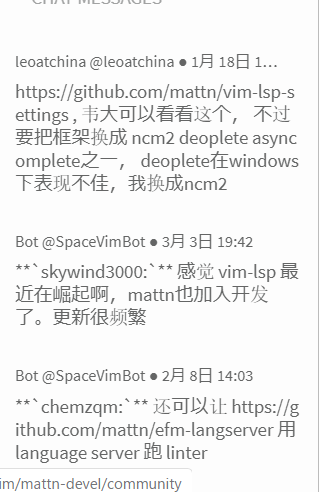 CHAT MESSAGES
leoatchina @leoatchina ● 1月 18日 1…
https://github.com/mattn/vim-lsp-s
ettings , 韦大可以看看这个， 不过
要把框架换成 ncm2 deoplete async
omplete之一， deoplete在windows
下表现不佳，我换成ncm2
Bot @SpaceVimBot ● 3月 3日 19:42
**`skywind3000:`** 感觉 vim-lsp 最
近在崛起啊，mattn也加入开发
了。更新很频繁
Bot @SpaceVimBot ● 2月 8日 14:03
**`chemzqm:`** 还可以让 https://g
ithub.com/mattn/efm-langserver 用
language server 跑 linter
im/mattn-devel/community